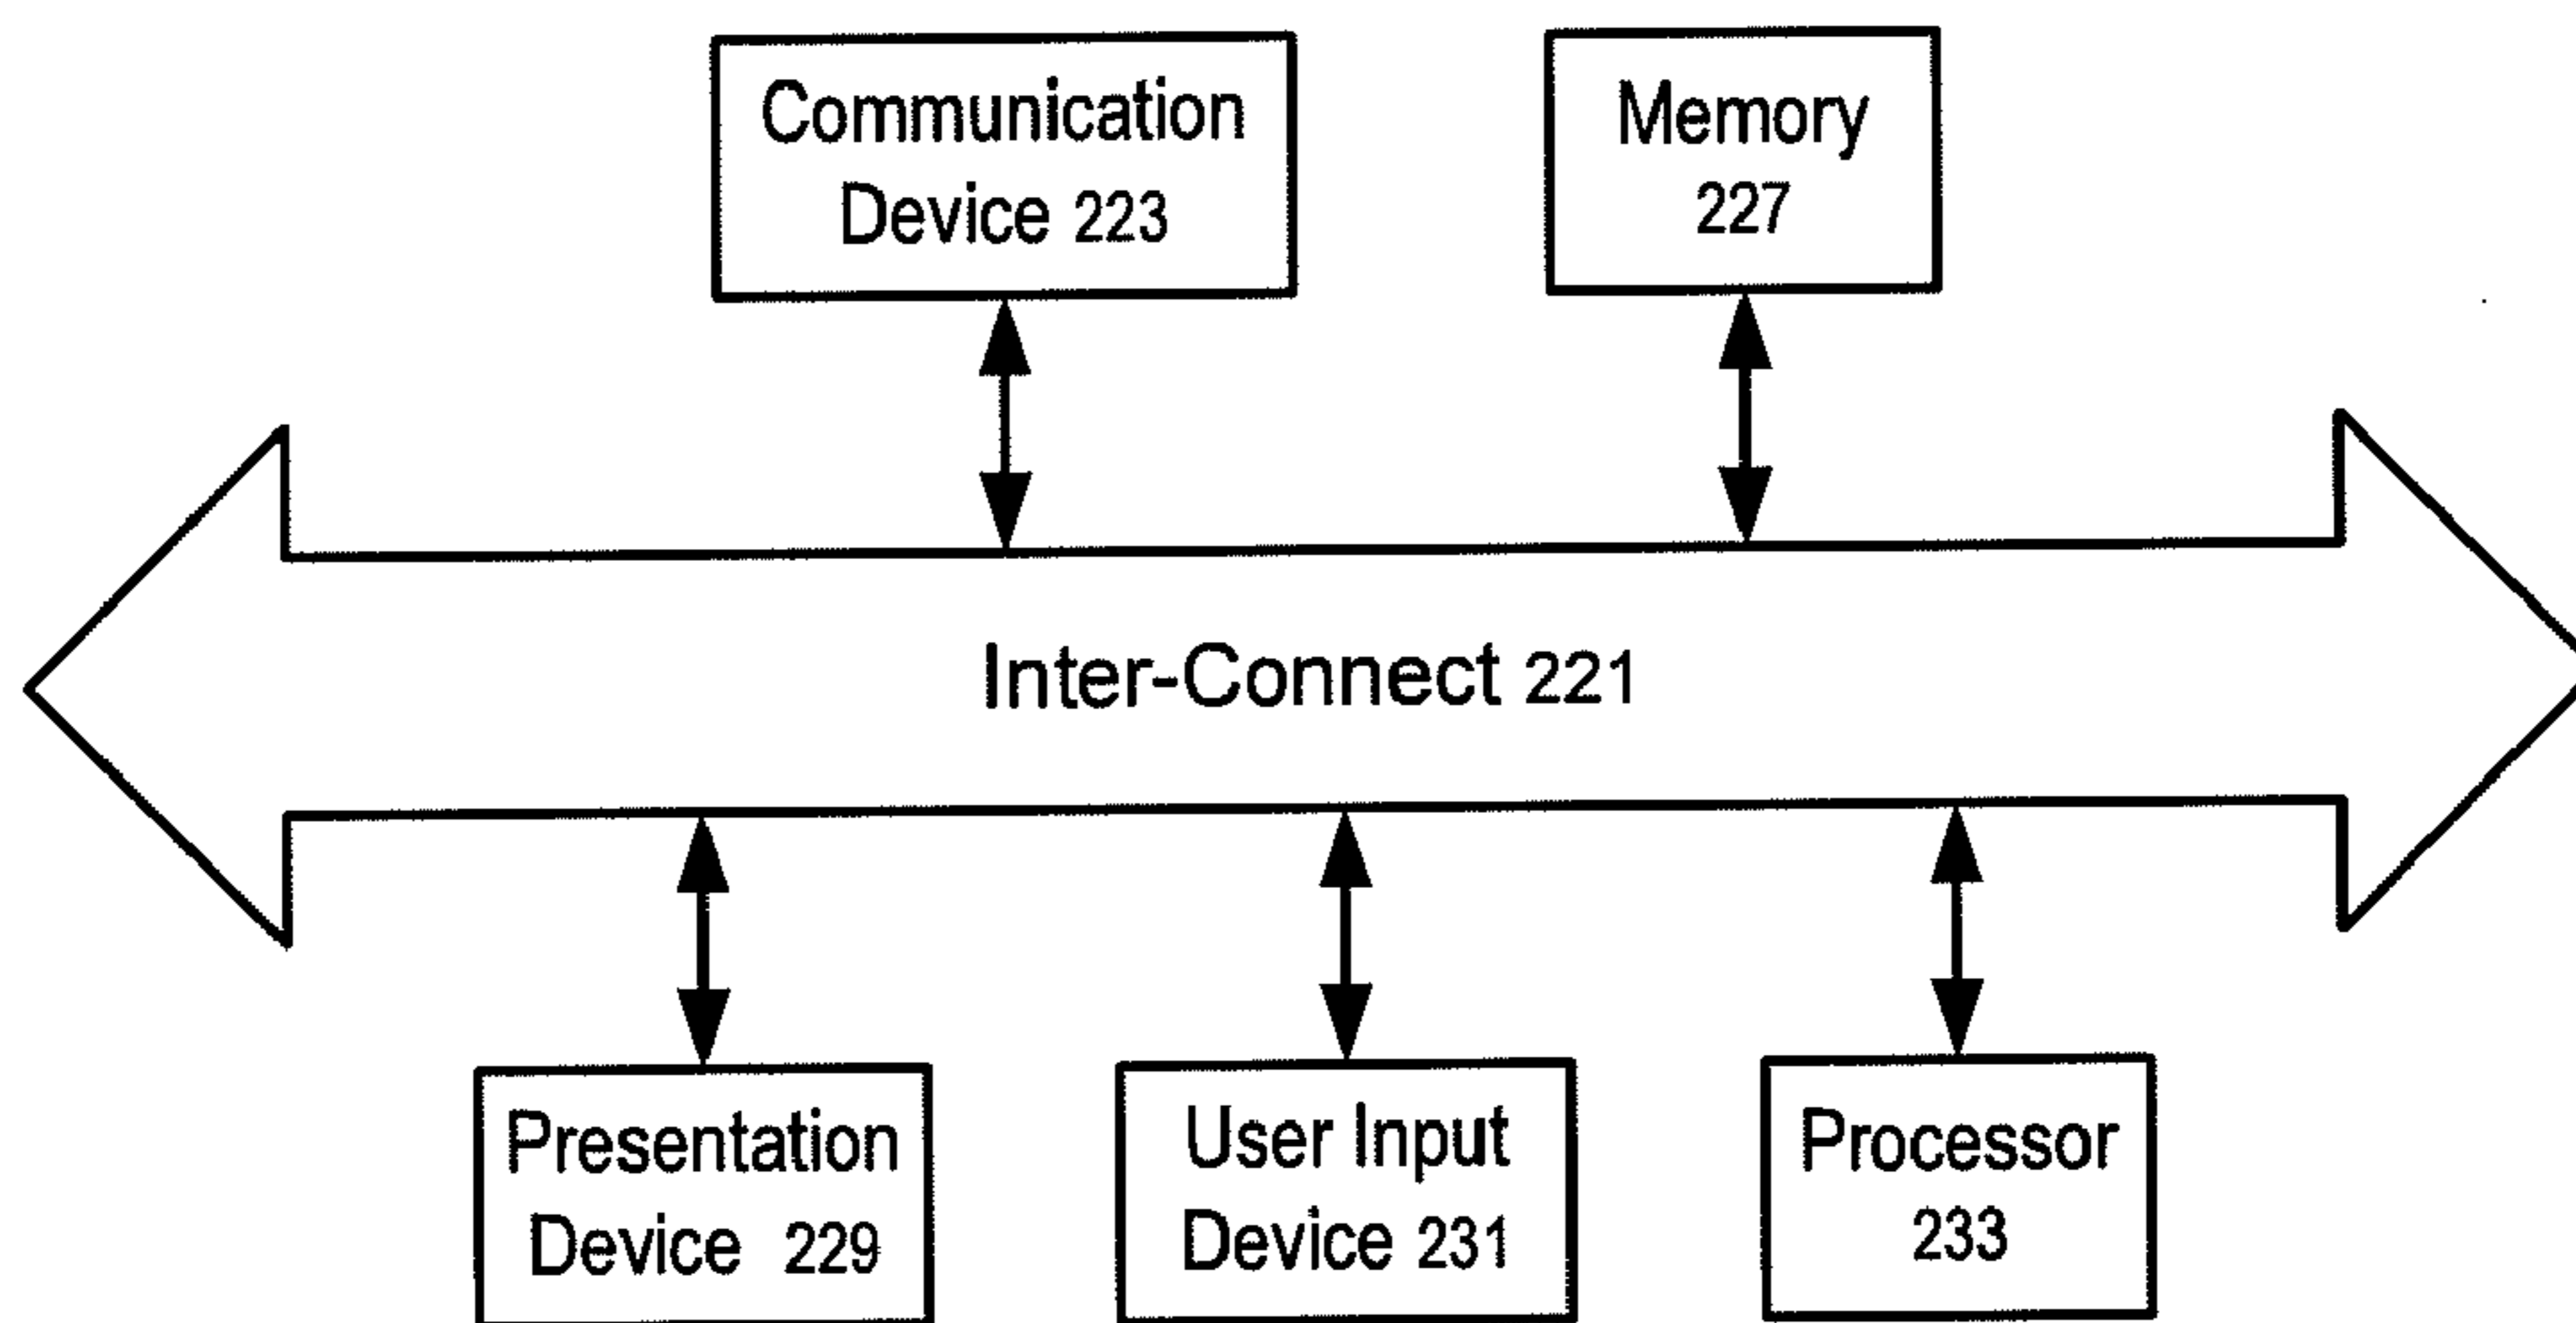 Communication
Device 223
Memory
227
Inter-Connect 221
Presentation
Device 229
User Input
Device 231
Processor
233